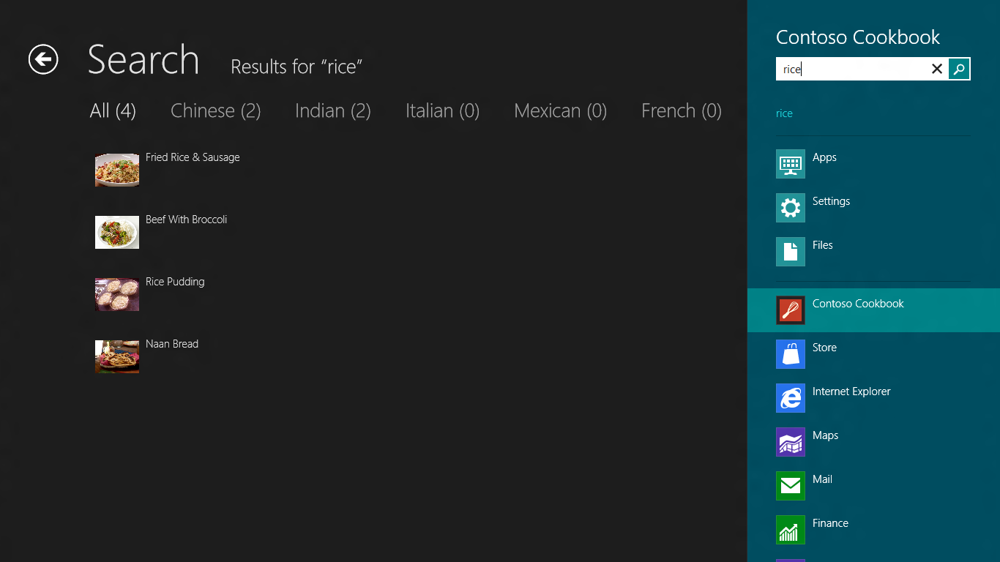 Search Results for “rice”
All (4) Chinese (2) Indian (2) Italian (0) Mexican (0) French (0)
Fried Rice & Sausage
Beef With Broccoli
Rice Pudding
Naan Bread
Contoso Cookbook
rice
rice
Apps
Settings
Files
Contoso Cookbook
Store
Internet Explorer
Maps
Mail
Finance